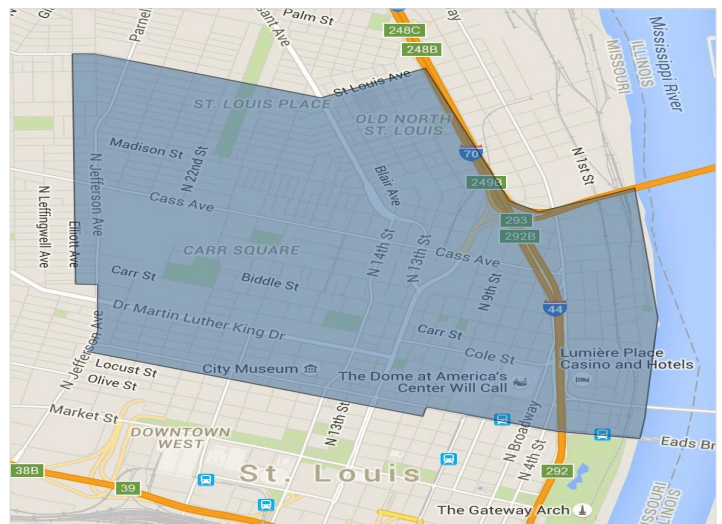 Palm St
248C
248B
Mississippi River
ILLINOIS
MISSOURI
Parnell
St Louis Ave
ST. LOUIS PLACE
OLD NORTH
ST. LOUIS
70
N 1st St
Madison St
N 22nd St
Blair Ave
249B
N Jefferson Ave
N Leffingwell Ave
Elliott Ave
Cass Ave
293
292B
N 14th St
N 13th St
CARR SQUARE
Cass Ave
Carr St
Biddle St
N 9th St
44
Dr Martin Luther King Dr
Carr St
N Jefferson Ave
Cole St
Lumière Place
Casino and Hotels
City Museum
The Dome at America's
Center Will Call
Locust St
Olive St
N 13th St
N Broadway
N 4th St
Market St
DOWNTOWN
WEST
Eads Br
St. Louis
38B
39
292
The Gateway Arch
ILLINOIS